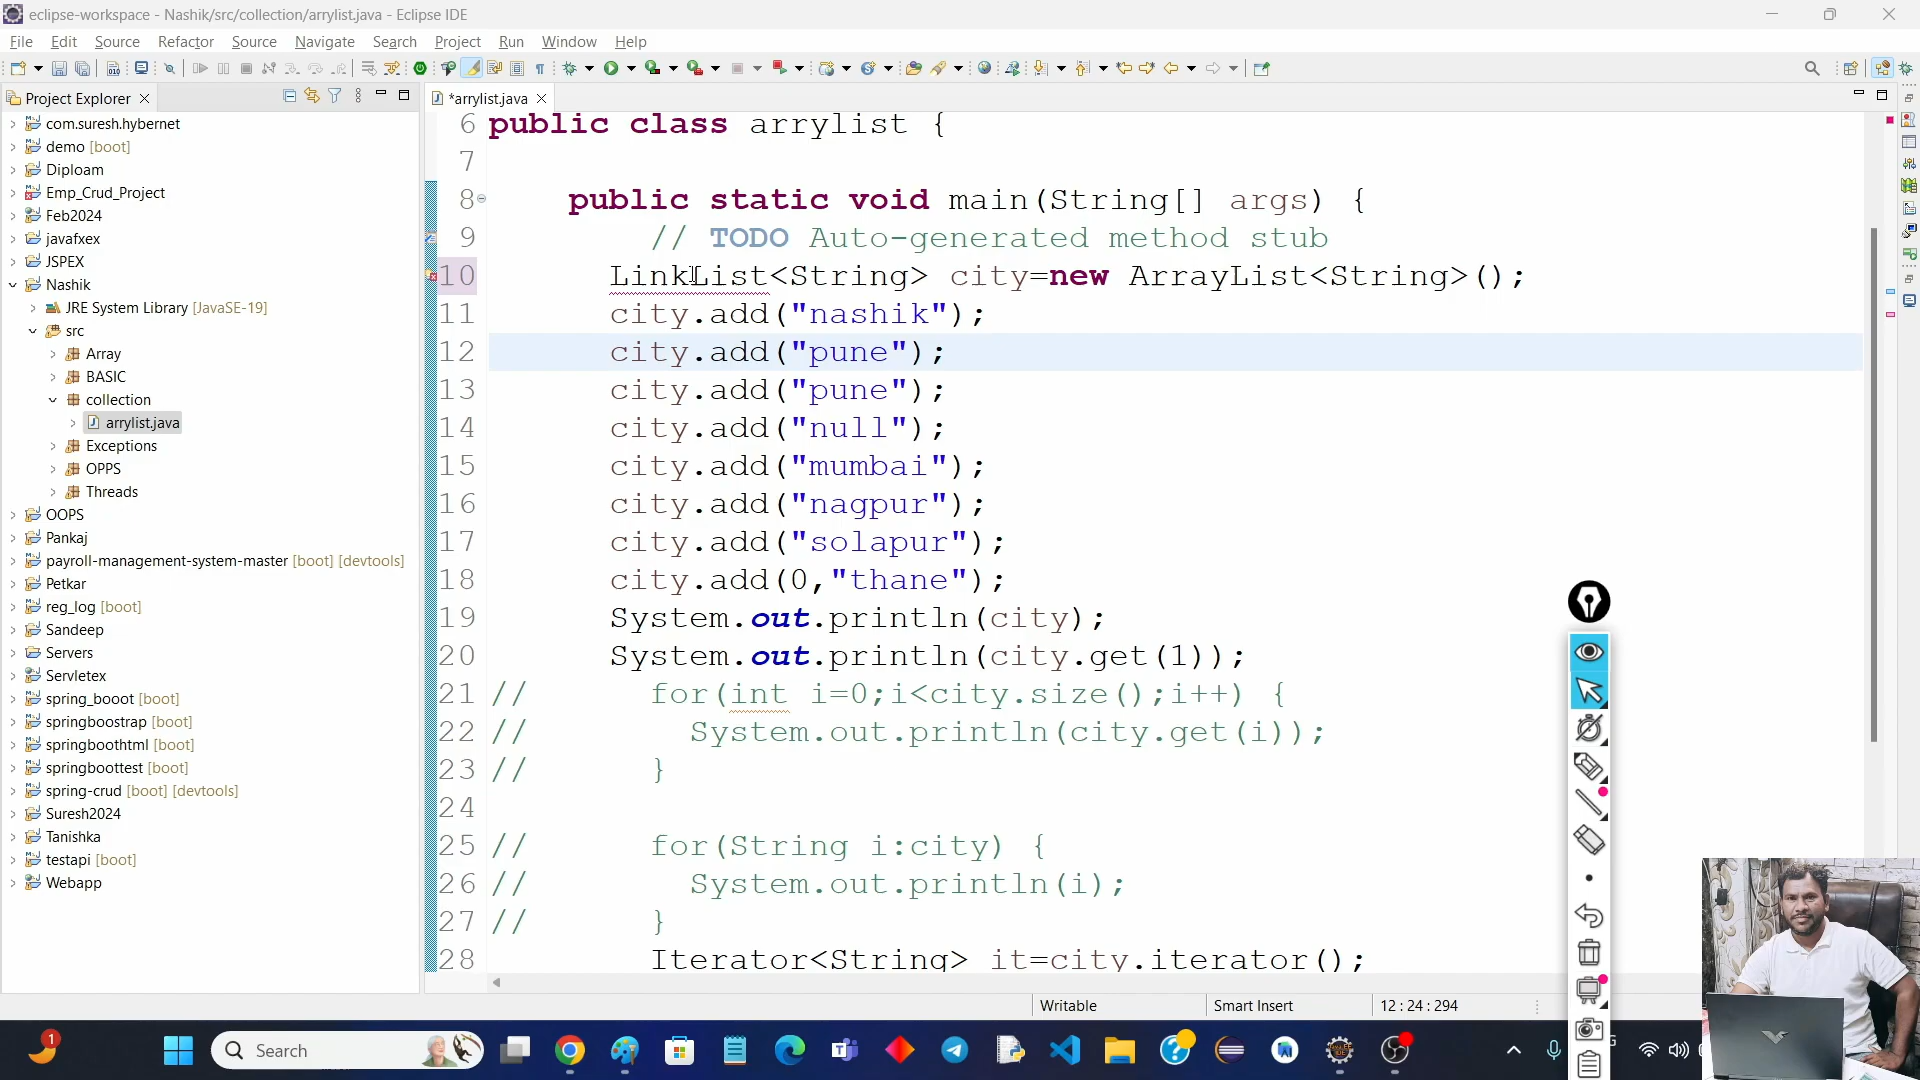 eclipse-workspace - Nashik/src/collection/arrylist.java - Eclipse IDE
File Edit Source Refactor Source Navigate Search Project Run Window Help
Project Explorer
*arrylist.java
com.suresh.hybernet
demo [boot]
Diploam
Emp_Crud_Project
Feb2024
javafxex
JSPEX
Nashik
JRE System Library [JavaSE-19]
src
Array
BASIC
collection
arrylist.java
Exceptions
OPPS
Threads
OOPS
Pankaj
payroll-management-system-master [boot] [devtools]
Petkar
reg_log [boot]
Sandeep
Servers
Servletex
spring_booot [boot]
springboostrap [boot]
springboothtml [boot]
springboottest [boot]
spring-crud [boot] [devtools]
Suresh2024
Tanishka
testapi [boot]
Webapp
6 public class arrylist {
7
8 public static void main(String[] args) {
9 // TODO Auto-generated method stub
10 LinkList<String> city=new ArrayList<String>();
11 city.add("nashik");
12 city.add("pune");
13 city.add("pune");
14 city.add("null");
15 city.add("mumbai");
16 city.add("nagpur");
17 city.add("solapur");
18 city.add(0,"thane");
19 System.out.println(city);
20 System.out.println(city.get(1));
21 // for(int i=0;i<city.size();i++) {
22 // System.out.println(city.get(i));
23 // }
24
25 // for(String i:city) {
26 // System.out.println(i);
27 // }
28 Iterator<String> it=city.iterator();
Writable Smart Insert 12 : 24 : 294
1 Search